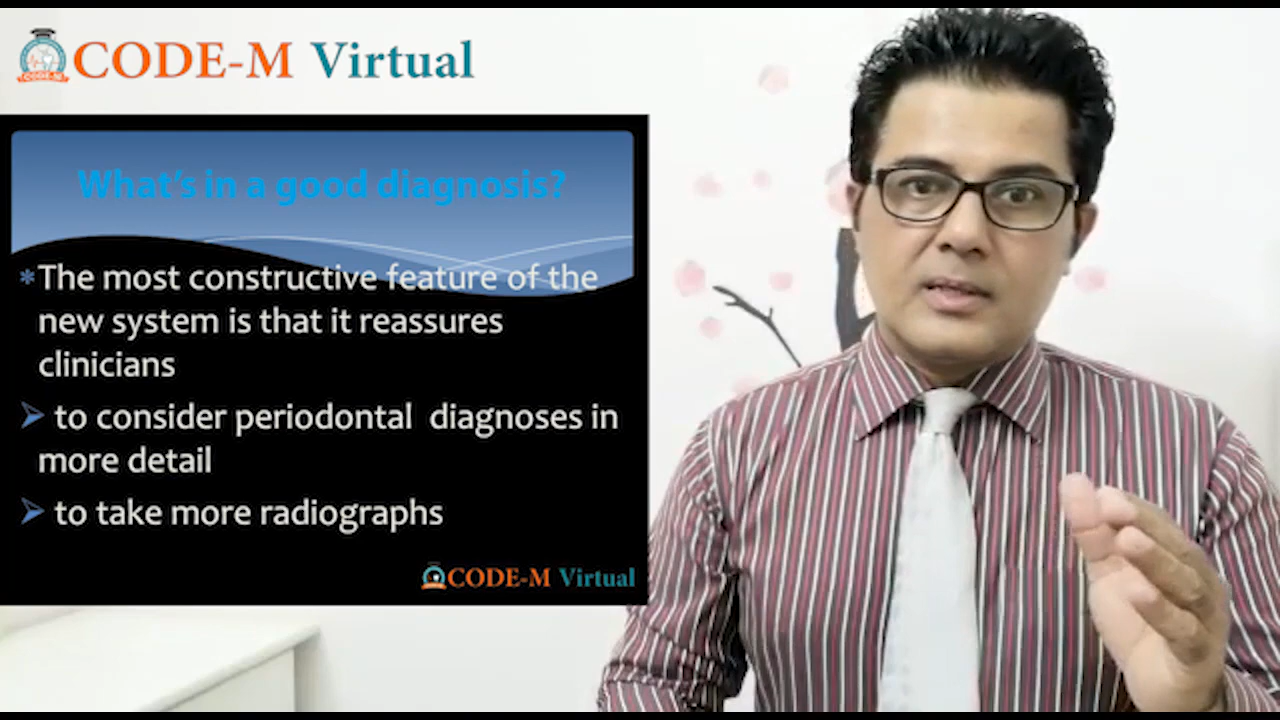 CODE-M Virtual
CODE-M
What's in a good diagnosis?
*The most constructive feature of the
new system is that it reassures
clinicians
➢ to consider periodontal diagnoses in
more detail
➢ to take more radiographs
CODE-M Virtual